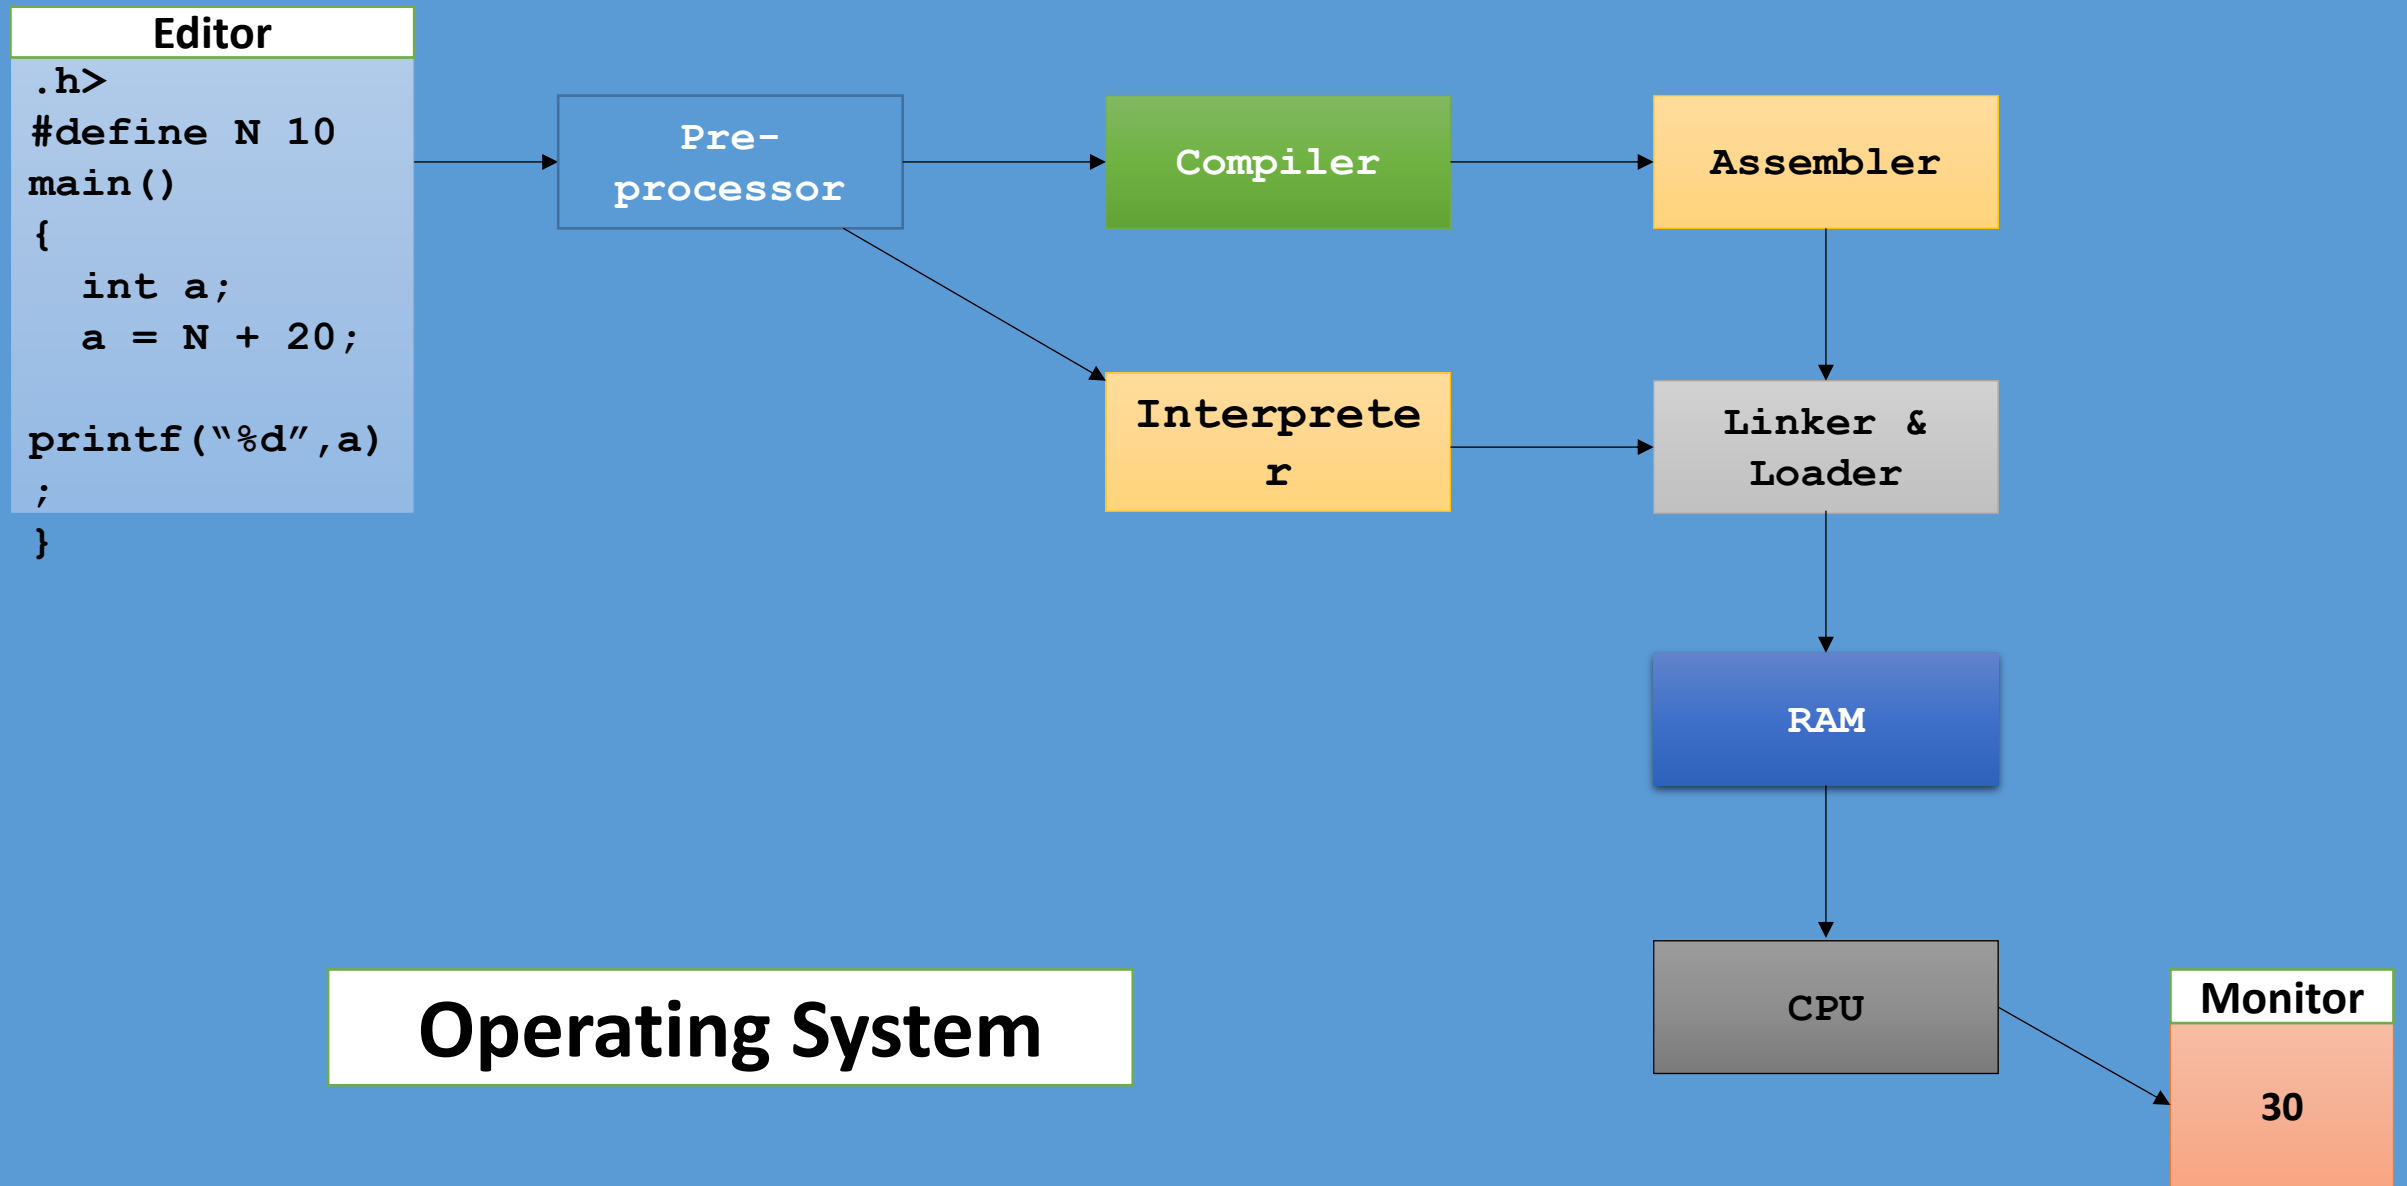 Editor
.h>
#define N 10
main()
{
int a;
a = N + 20;
printf(“%d”,a)
;
}
Pre-
processor
Compiler
Assembler
Interprete
r
Linker &
Loader
RAM
CPU
Operating System
Monitor
30